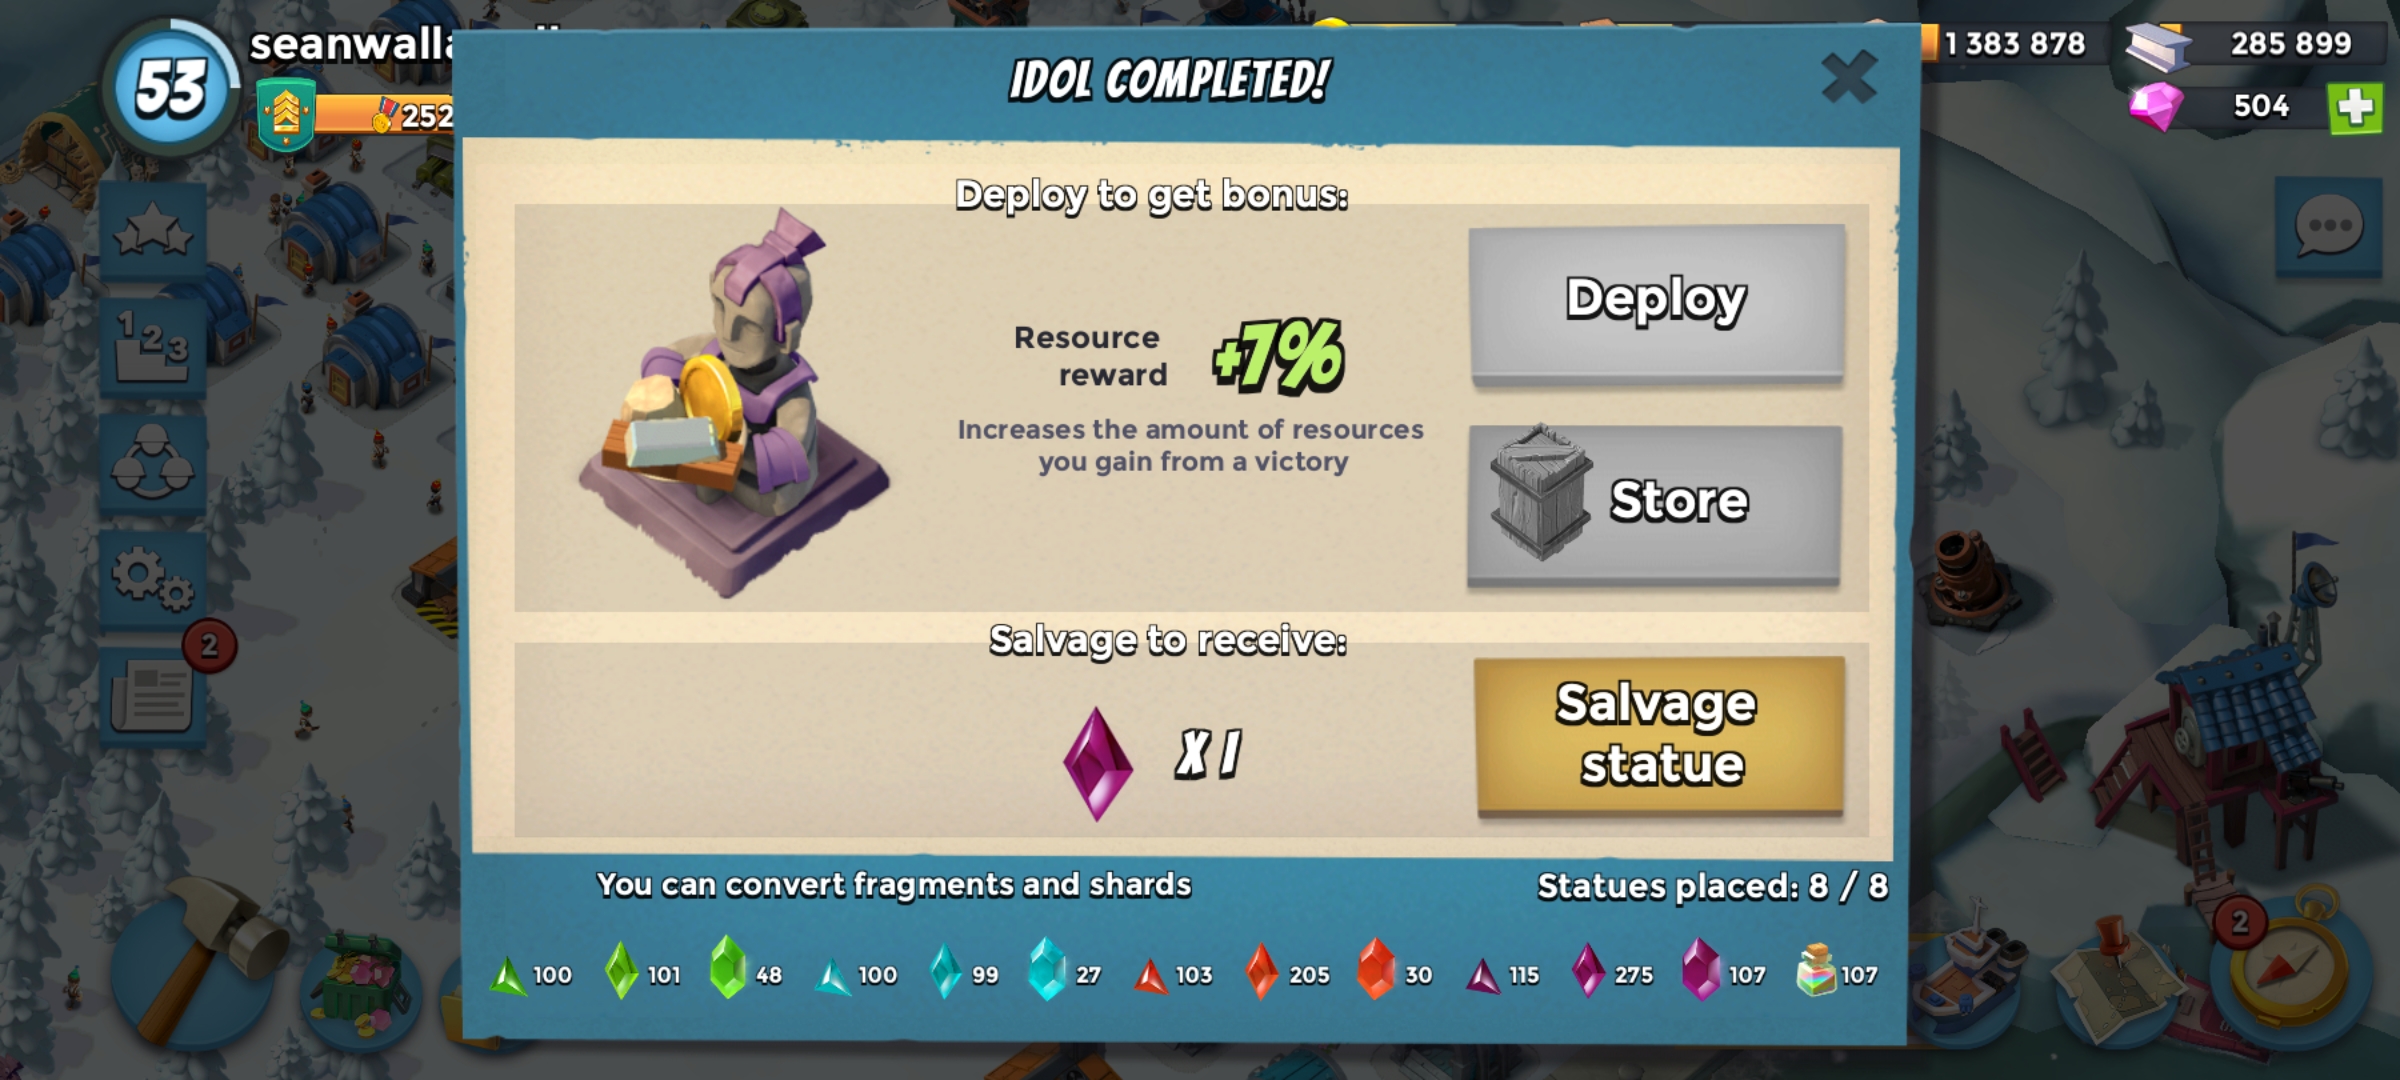 53
252
1 383 878
285 899
504
IDOL COMPLETED!
Deploy to get bonus:
Resource
reward
+7%
Increases the amount of resources
you gain from a victory
Deploy
Store
Salvage to receive:
X 1
Salvage
statue
1 2 3
2
You can convert fragments and shards
Statues placed: 8 / 8
2
100 101 48 100 99 27 103 205 30 115 275 107 107